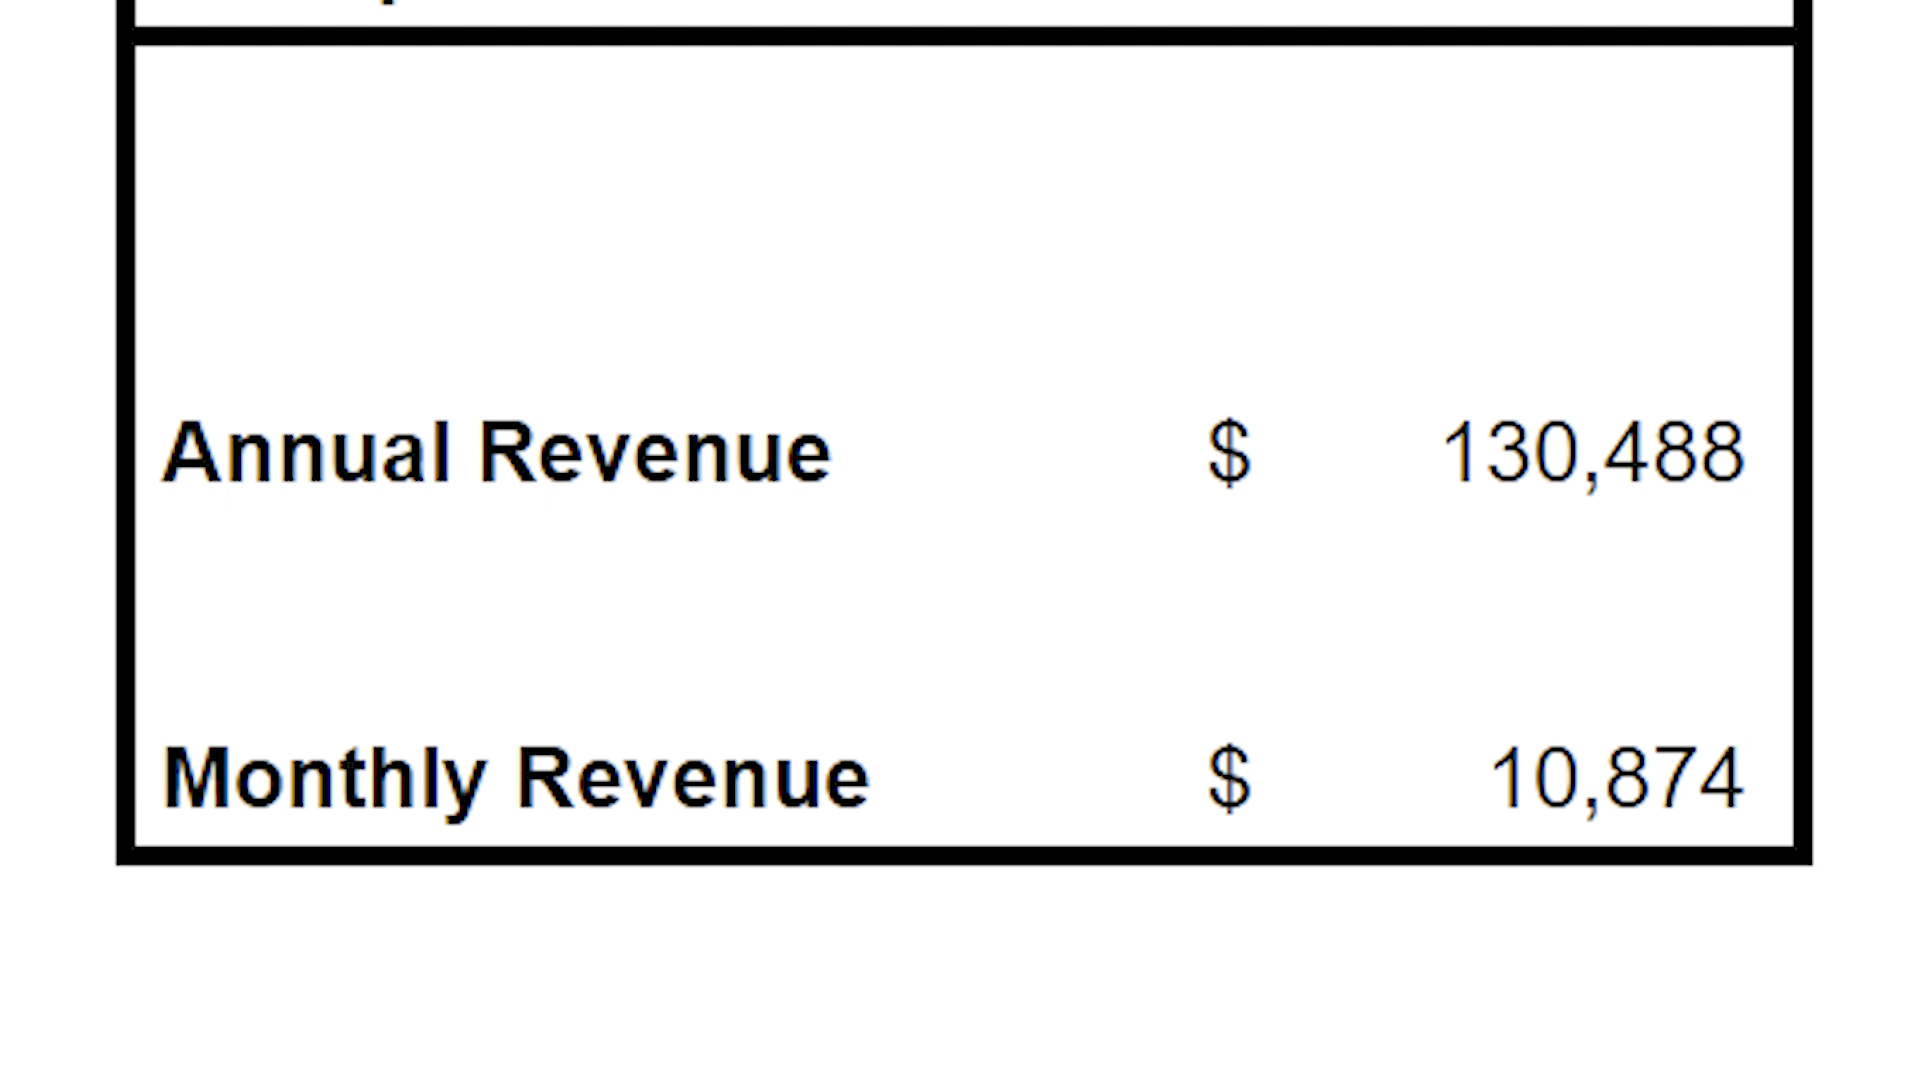 Annual Revenue $ 130,488
Monthly Revenue $ 10,874